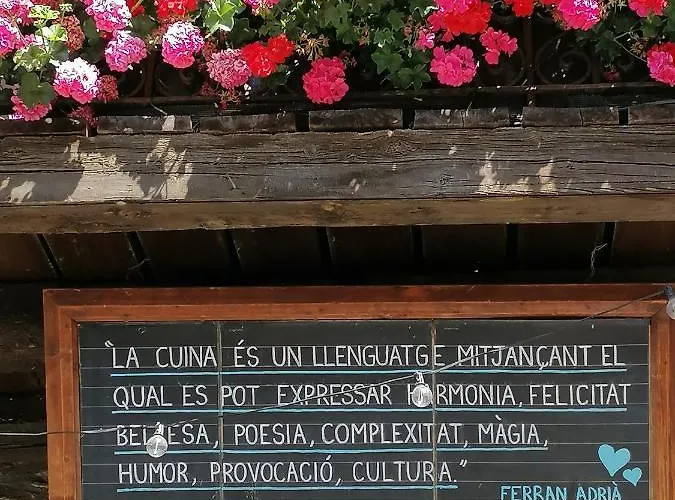 "LA CUINA ÉS UN LLENGUATGE MITJANÇANT EL
QUAL ES POT EXPRESSAR HARMONIA, FELICITAT
BELLESA, POESIA, COMPLEXITAT, MÀGIA,
HUMOR, PROVOCACIÓ, CULTURA."
FERRAN ADRIÀ